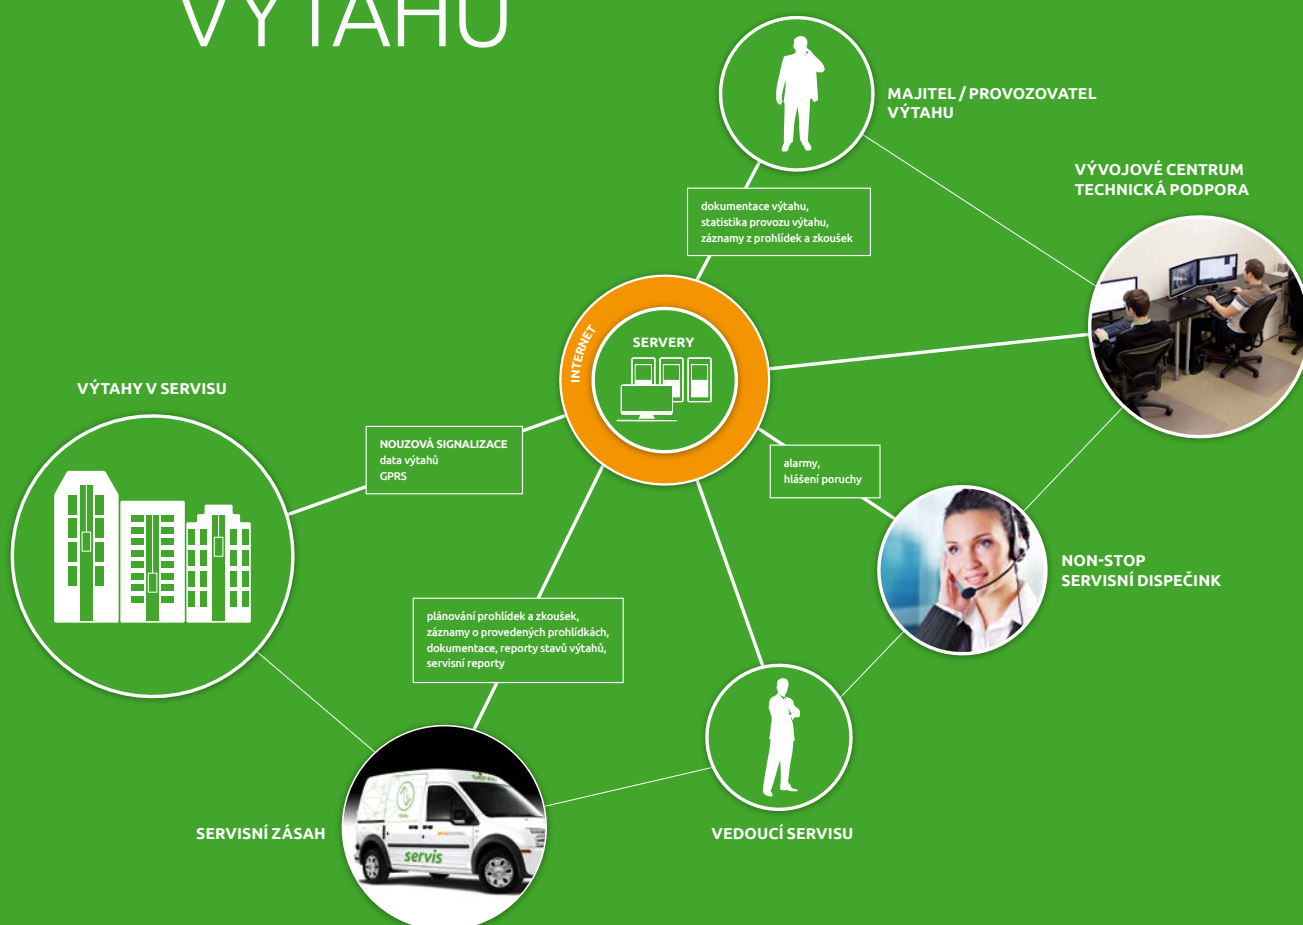 VÝTAHŮ
MAJITEL / PROVOZOVATEL
VÝTAHU
VÝVOJOVÉ CENTRUM
TECHNICKÁ PODPORA
dokumentace výtahu,
statistika provozu výtahu,
záznamy z prohlídek a zkoušek
INTERNET
SERVERY
VÝTAHY V SERVISU
NOUZOVÁ SIGNALIZACE
data výtahů
GPRS
alarmy,
hlášení poruchy
NON-STOP
SERVISNÍ DISPEČINK
plánování prohlídek a zkoušek,
záznamy o provedených prohlídkách,
dokumentace, reporty stavů výtahů,
servisní reporty
SERVISNÍ ZÁSAH
servis
VEDOUCÍ SERVISU